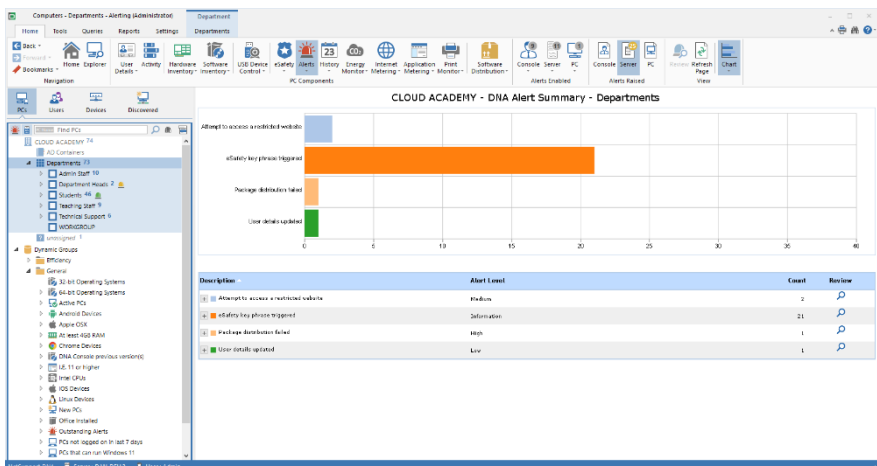 Computers - Departments - Alerting (Administrator)
Department
Home Tools Queries Reports Settings Departments
Back
Forward
Bookmarks
Home Explorer
User Details
Activity
Hardware Inventory
Software Inventory
USB Device Control
eSafety
Alerts
History
Energy Monitor
Internet Metering
Application Metering
Print Monitor
Software Distribution
Console Server PC
Console Server PC
Review
Refresh Page
Chart
Navigation
PC Components
Alerts Enabled
Alerts Raised
View
PCs Users Devices Discovered
Find PCs
CLOUD ACADEMY 74
AD Containers
Departments 73
Admin Staff 10
Department Heads 2
Students 46
Teaching Staff 9
Technical Support 6
WORKGROUP
unassigned 1
Dynamic Groups
Efficiency
General
32-bit Operating Systems
64-bit Operating Systems
Active PCs
Android Devices
Apple OSX
At least 4GB RAM
Chrome Devices
DNA Console previous version(s)
I.E. 11 or higher
Intel CPUs
IOS Devices
Linux Devices
New PCs
Office Installed
Outstanding Alerts
PCs not logged on in last 7 days
PCs that can run Windows 11
CLOUD ACADEMY - DNA Alert Summary - Departments
Attempt to access a restricted website
eSafety key phrase triggered
Package distribution failed
User details updated
0 5 10 15 20 25 30 35 40
Description Alert Level Count Review
Attempt to access a restricted website Medium 2
eSafety key phrase triggered Information 21
Package distribution failed High 1
User details updated Low 1